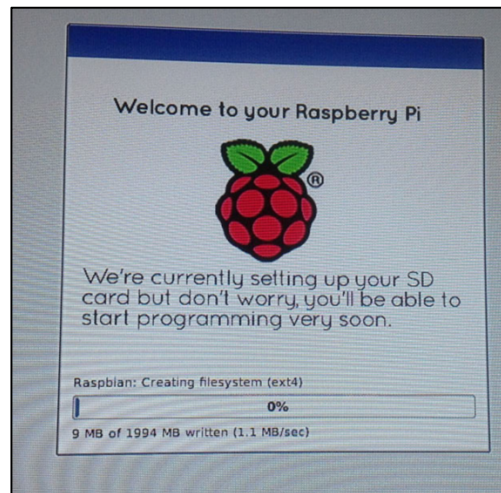 Welcome to your Raspberry Pi
®
We're currently setting up your SD
card but don't worry, you'll be able to
start programming very soon.
Raspbian: Creating filesystem (ext4)
0%
9 MB of 1994 MB written (1.1 MB/sec)